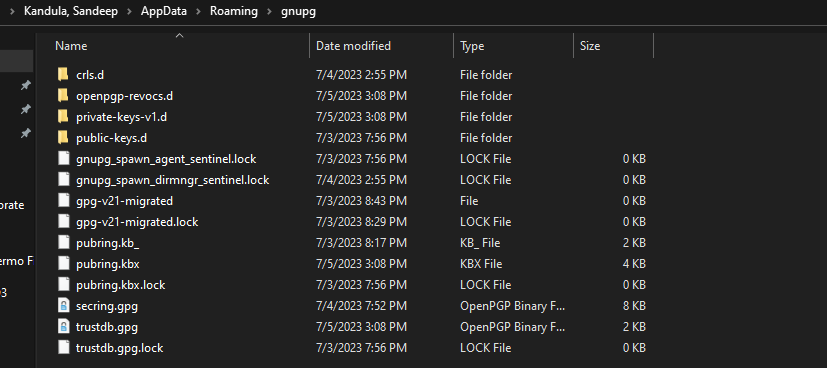 Kandula, Sandeep > AppData > Roaming > gnupg
Name Date modified Type Size
crls.d 7/4/2023 2:55 PM File folder
openpgp-revocs.d 7/5/2023 3:08 PM File folder
private-keys-v1.d 7/5/2023 3:08 PM File folder
public-keys.d 7/3/2023 7:56 PM File folder
gnupg_spawn_agent_sentinel.lock 7/3/2023 7:56 PM LOCK File 0 KB
gnupg_spawn_dirmngr_sentinel.lock 7/4/2023 2:55 PM LOCK File 0 KB
gpg-v21-migrated 7/3/2023 8:43 PM File 0 KB
orate
gpg-v21-migrated.lock 7/3/2023 8:29 PM LOCK File 0 KB
pubring.kb_ 7/3/2023 8:17 PM KB_ File 2 KB
ermo F
pubring.kbx 7/5/2023 3:08 PM KBX File 4 KB
pubring.kbx.lock 7/3/2023 7:56 PM LOCK File 0 KB
03
secring.gpg 7/4/2023 7:52 PM OpenPGP Binary F... 8 KB
trustdb.gpg 7/5/2023 3:08 PM OpenPGP Binary F... 2 KB
trustdb.gpg.lock 7/3/2023 7:56 PM LOCK File 0 KB